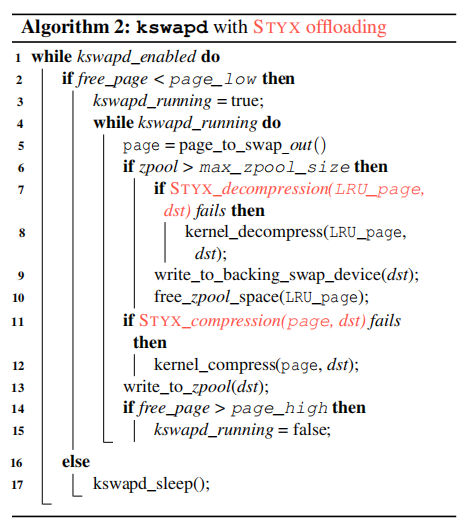 Algorithm 2: kswapd with STYX offloading
1 while kswapd_enabled do
2 if free_page < page_low then
3 kswapd_running = true;
4 while kswapd_running do
5 page = page_to_swap_out()
6 if zpool > max_zpool_size then
7 if STYX_decompression(LRU_page,
dst) fails then
8 kernel_decompress(LRU_page,
dst);
9 write_to_backing_swap_device(dst);
10 free_zpool_space(LRU_page);
11 if STYX_compression(page, dst) fails
then
12 kernel_compress(page, dst);
13 write_to_zpool(dst);
14 if free_page > page_high then
15 kswapd_running = false;
16 else
17 kswapd_sleep();